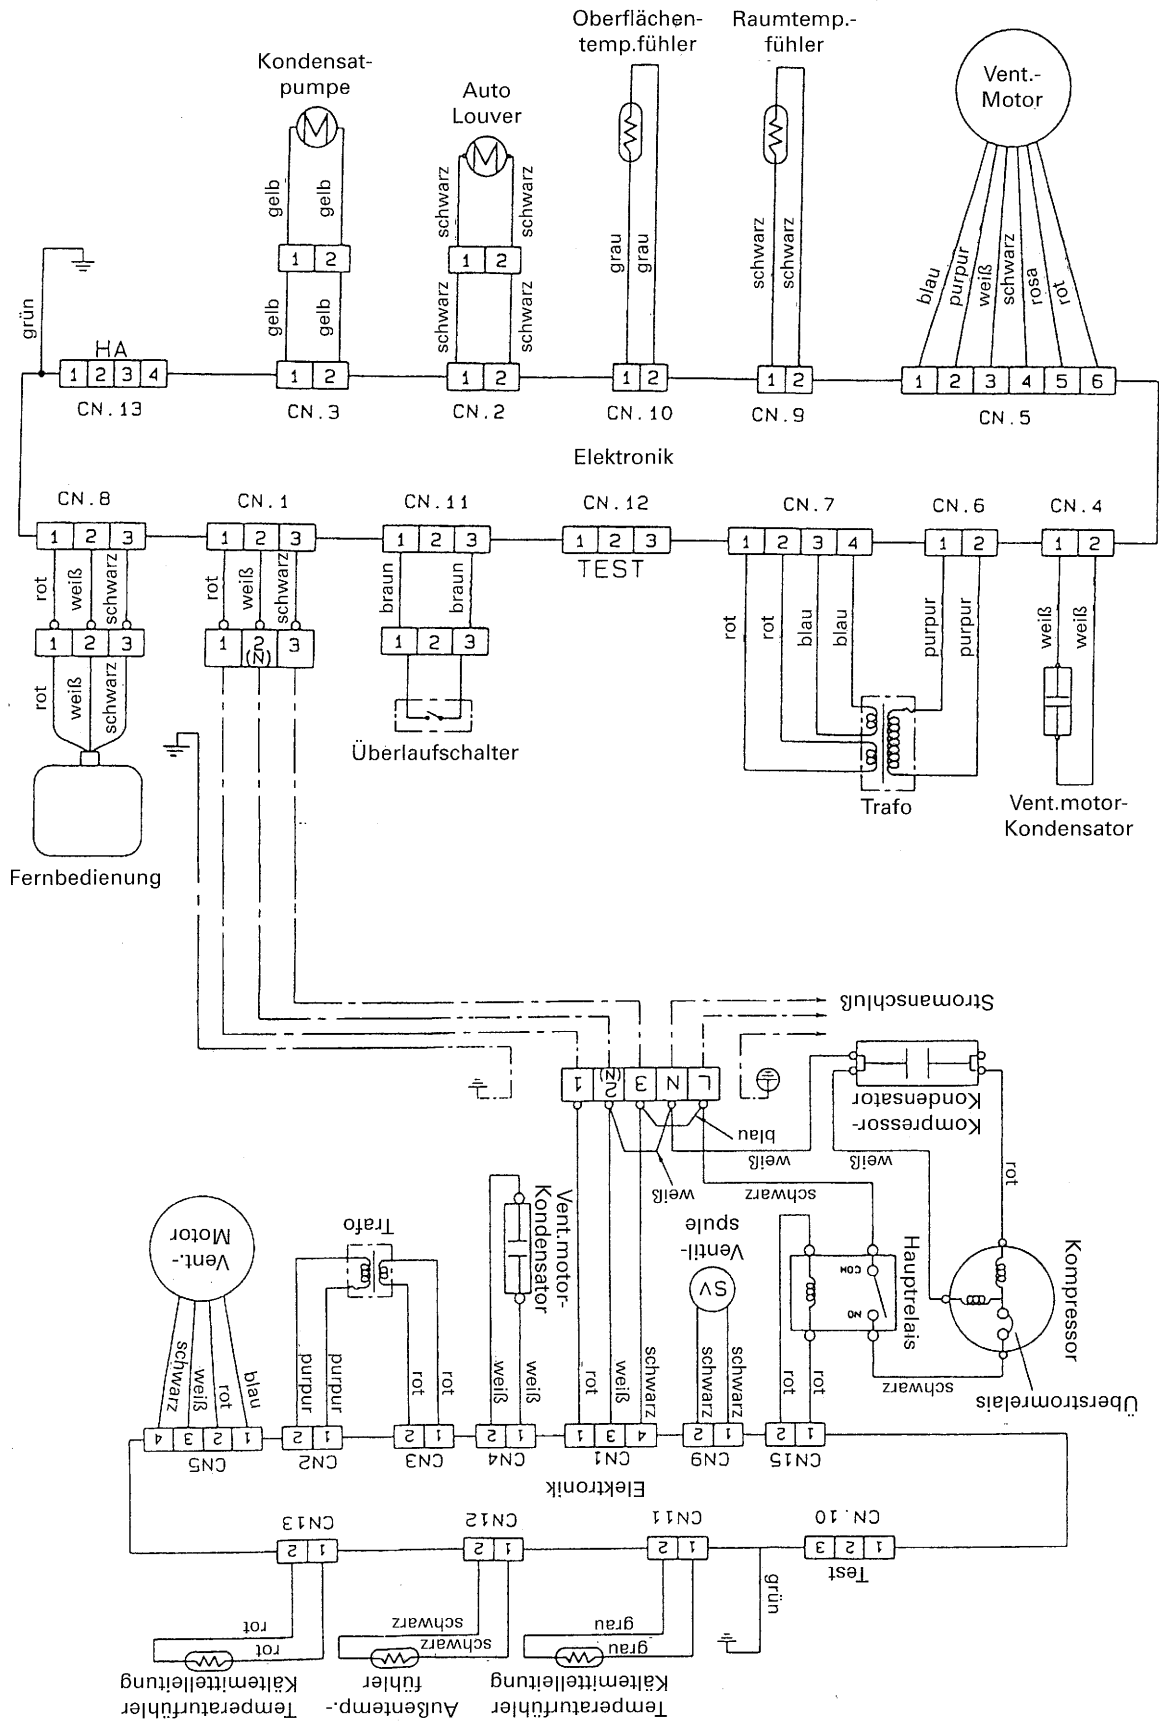 Oberflächen-
temp.fühler
Raumtemp.-
fühler
Kondensat-
pumpe
Auto
Louver
Vent.-
Motor
M
M
gelb
gelb
schwarz
schwarz
grau
grau
schwarz
schwarz
blau
purpur
weiß
schwarz
rosa
rot
1 2
1 2
grün
gelb
gelb
schwarz
schwarz
HA
1 2 3 4
1 2
1 2
1 2
1 2
1 2 3 4 5 6
CN.13
CN.3
CN.2
CN.10
CN.9
CN.5
Elektronik
CN.8
CN.1
CN.11
CN.12
CN.7
CN.6
CN.4
1 2 3
1 2 3
1 2 3
1 2 3
1 2 3 4
1 2
1 2
TEST
rot
weiß
schwarz
rot
weiß
schwarz
braun
braun
rot
rot
blau
blau
purpur
purpur
weiß
weiß
1 2 3
1 2 3
(N)
1 2 3
rot
weiß
schwarz
Überlaufschalter
Trafo
Vent.motor-
Kondensator
Fernbedienung
Stromanschluß
1 2 3 N L
(N)
Kompressor-
Kondensator
blau
weiß
weiß
weiß
schwarz
rot
Vent.-
Motor
Trafo
Vent.motor-
Kondensator
Ventil-
spule
SV
Hauptrelais
COM
NO
Kompressor
Überstromrelais
schwarz
schwarz
weiß
rot
blau
purpur
purpur
rot
rot
weiß
weiß
rot
weiß
schwarz
schwarz
schwarz
rot
rot
4 3 2 1
2 1
2 1
2 1
1 3 4
2 1
2 1
CN5
CN2
CN3
CN4
CN1
CN9
CN15
Elektronik
CN13
CN12
CN11
CN.10
2 1
2 1
2 1
3 2 1
Test
grün
rot
rot
schwarz
schwarz
grau
grau
Temperaturfühler
Kältemittelleitung
Außentemp.-
fühler
Temperaturfühler
Kältemittelleitung